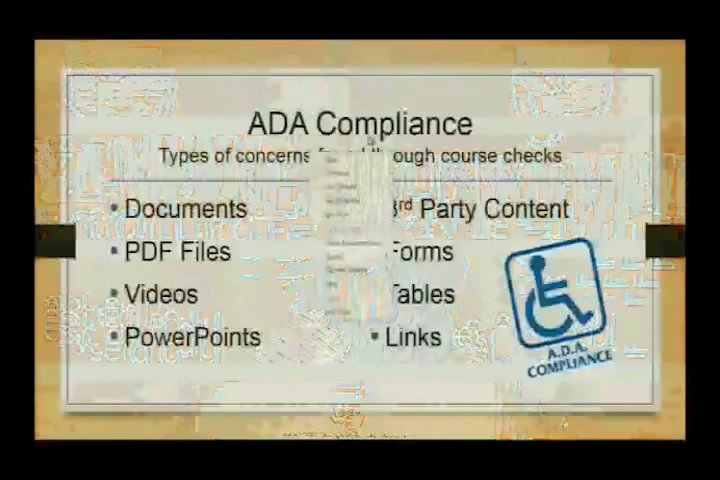 ADA Compliance
Types of concerns through course checks
• Documents
• PDF Files
• Videos
• PowerPoints
3rd Party Content
Forms
Tables
• Links
A.D.A.
COMPLIANCE